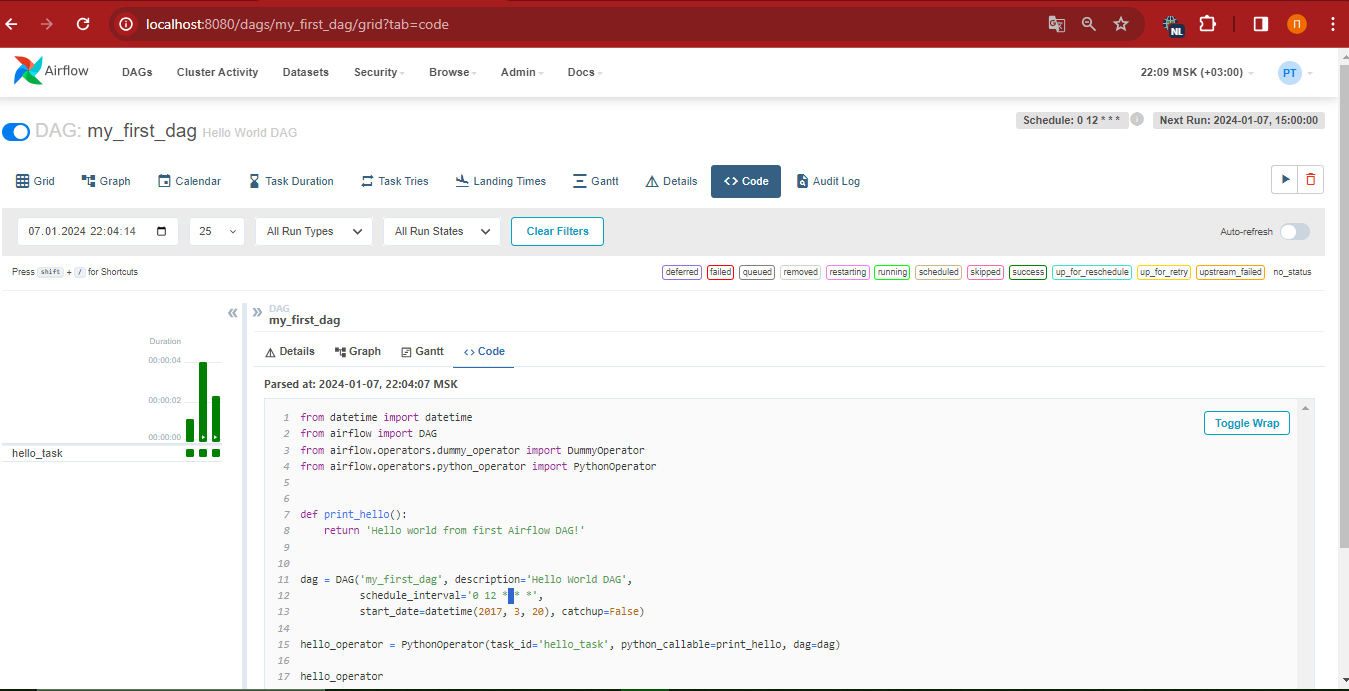 localhost:8080/dags/my_first_dag/grid?tab=code
NL
П
Airflow DAGs Cluster Activity Datasets Security Browse Admin Docs 22:09 MSK (+03:00) PT
DAG: my_first_dag Hello World DAG
Schedule: 0 12 * * * i Next Run: 2024-01-07, 15:00:00
Grid Graph Calendar Task Duration Task Tries Landing Times Gantt Details <> Code Audit Log
07.01.2024 22:04:14 25 All Run Types All Run States Clear Filters Auto-refresh
Press shift + / for Shortcuts
deferred failed queued removed restarting running scheduled skipped success up_for_reschedule up_for_retry upstream_failed no_status
« » DAG
my_first_dag
Duration
00:00:04
00:00:02
00:00:00
hello_task
Details Graph Gantt <> Code
Parsed at: 2024-01-07, 22:04:07 MSK
Toggle Wrap
1 from datetime import datetime
2 from airflow import DAG
3 from airflow.operators.dummy_operator import DummyOperator
4 from airflow.operators.python_operator import PythonOperator
5
6
7 def print_hello():
8 return 'Hello world from first Airflow DAG!'
9
10
11 dag = DAG('my_first_dag', description='Hello World DAG',
12 schedule_interval='0 12 * * *',
13 start_date=datetime(2017, 3, 20), catchup=False)
14
15 hello_operator = PythonOperator(task_id='hello_task', python_callable=print_hello, dag=dag)
16
17 hello_operator